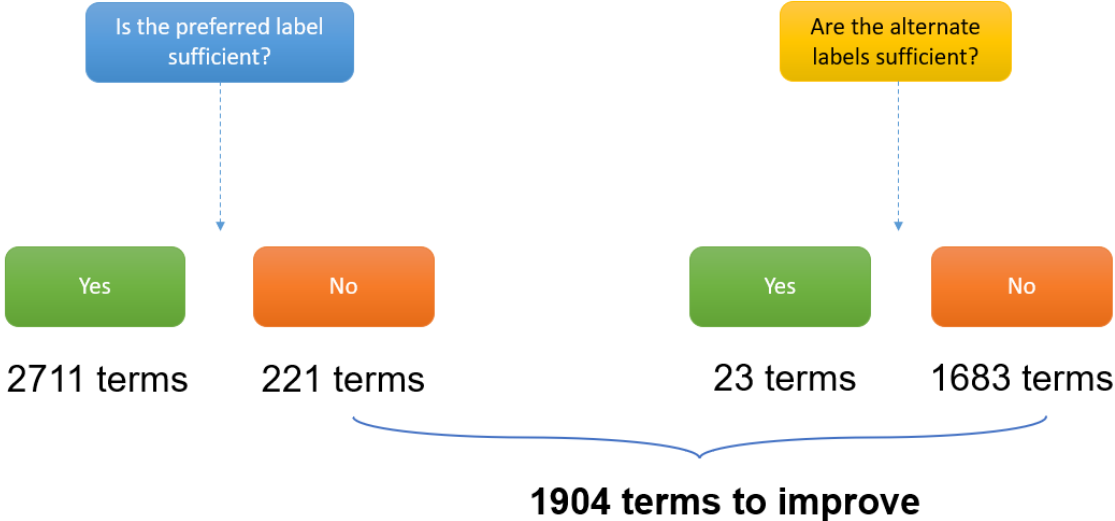 Is the preferred label
sufficient?
Are the alternate
labels sufficient?
Yes
No
Yes
No
2711 terms
221 terms
23 terms
1683 terms
1904 terms to improve